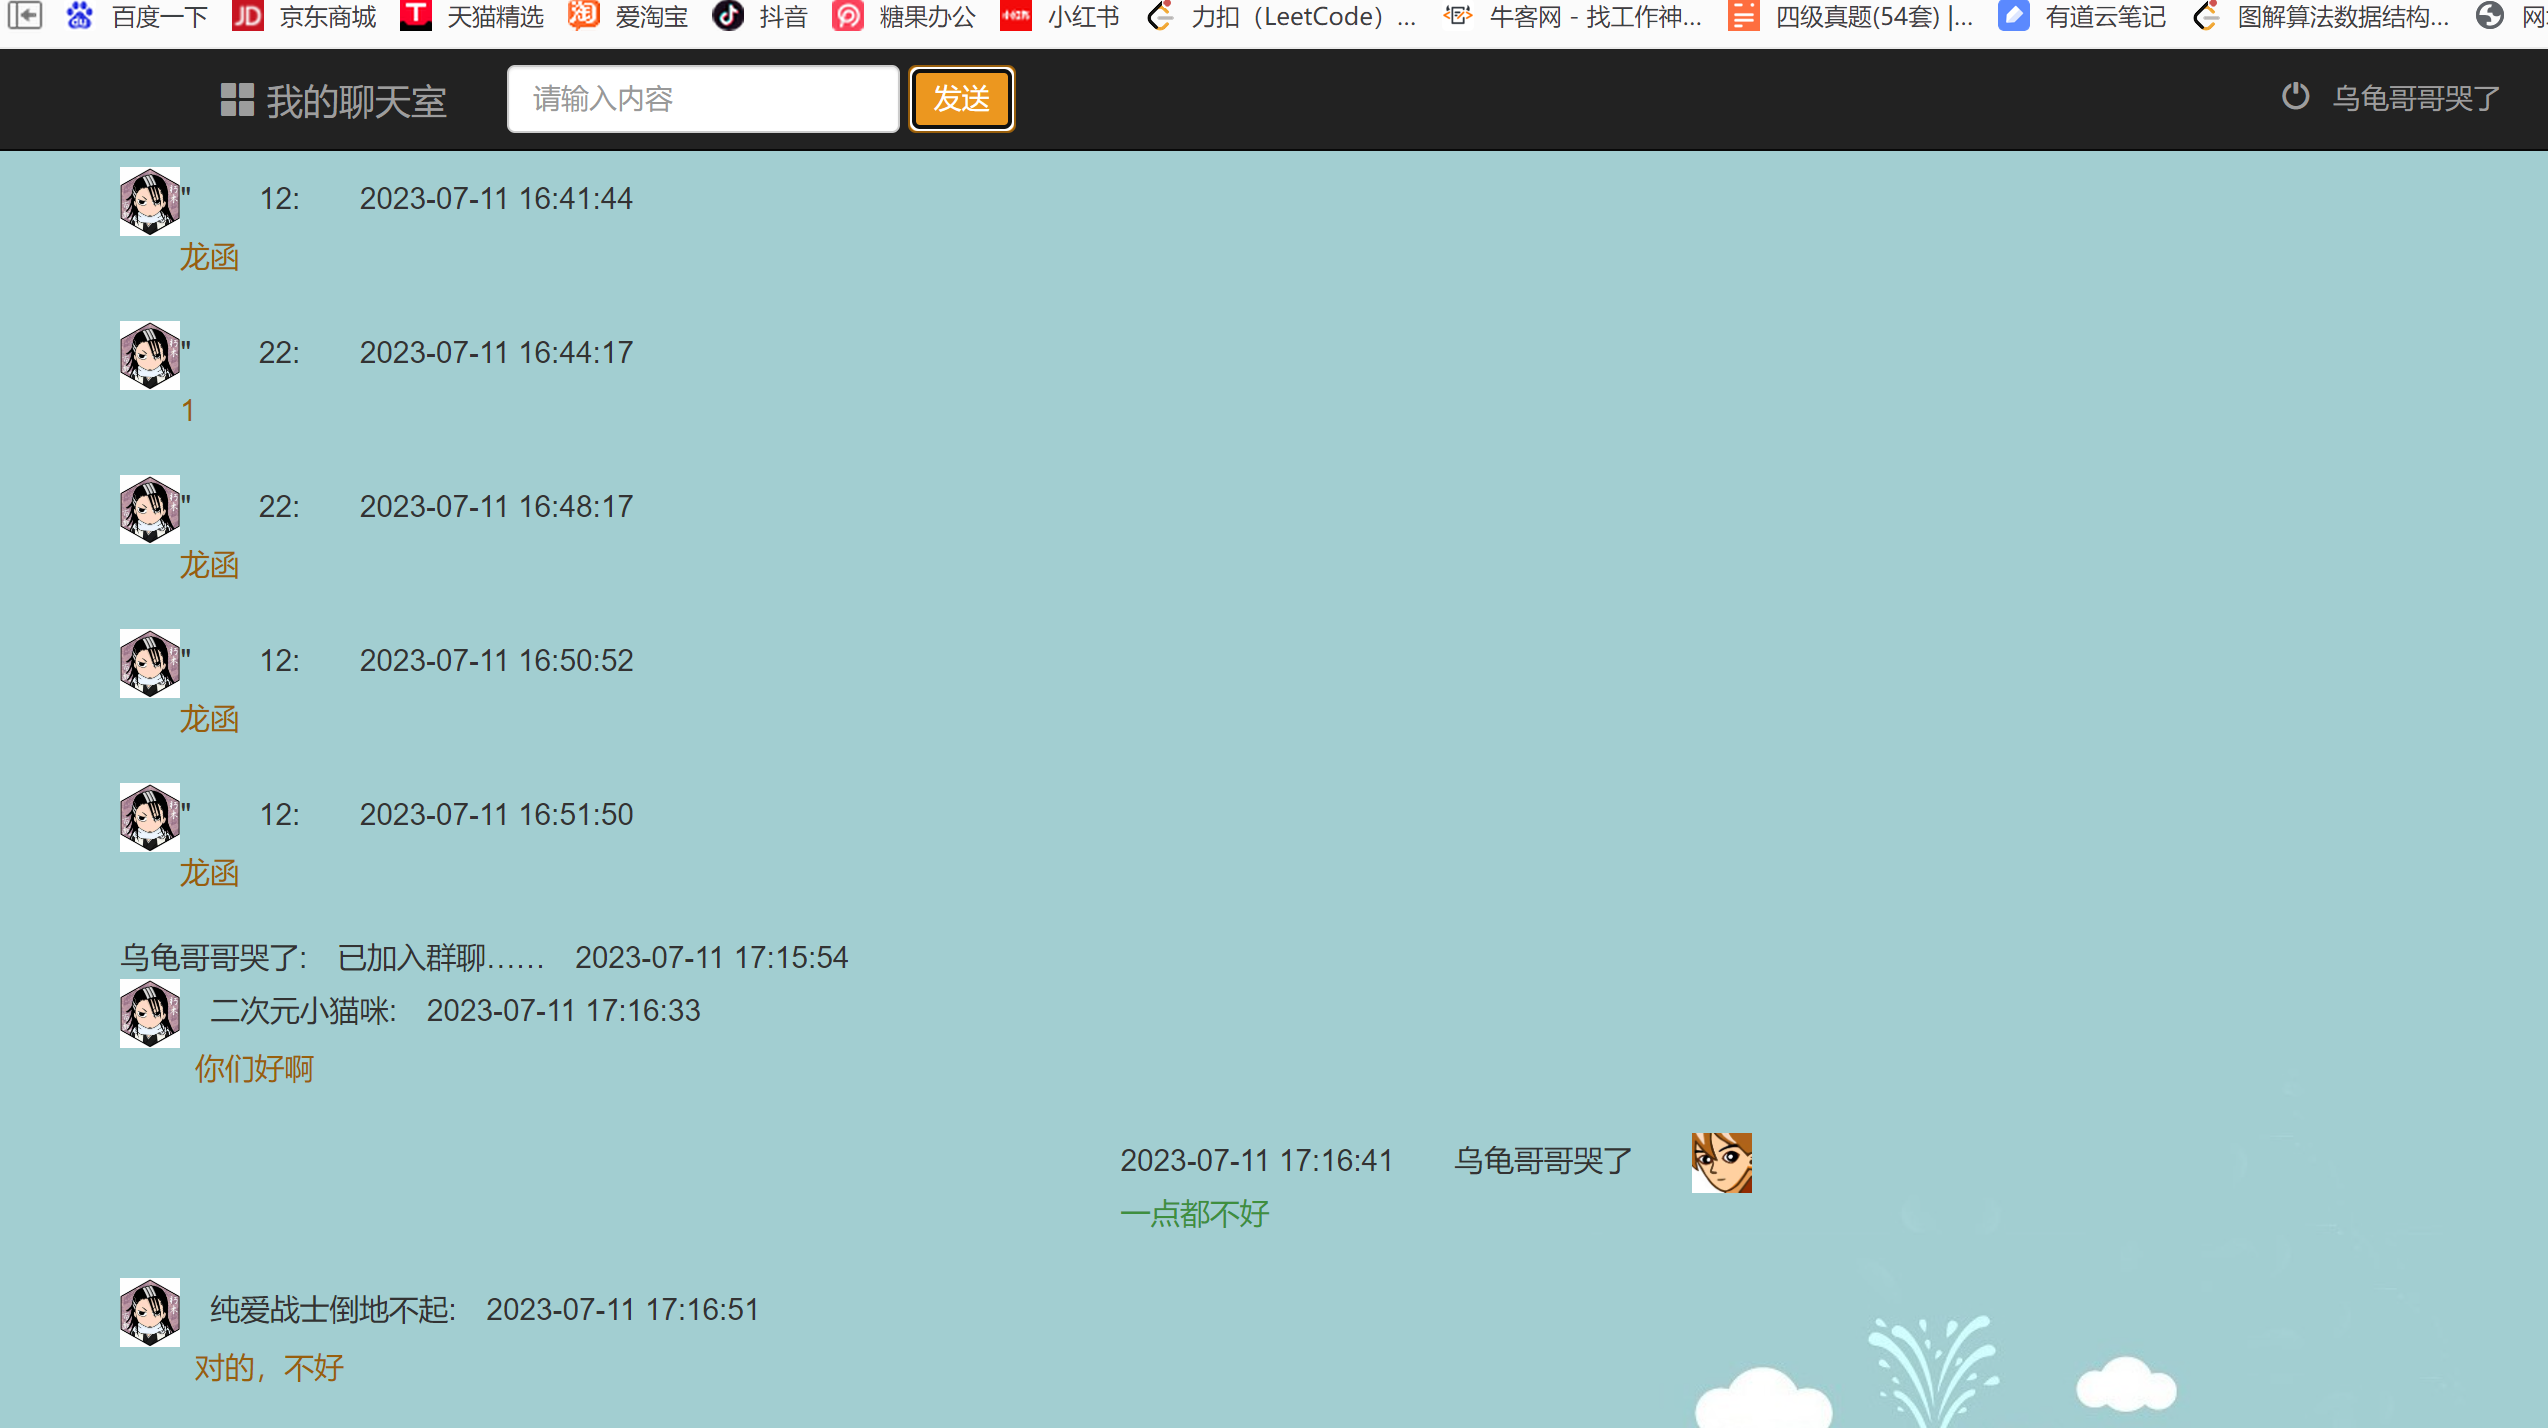 百度一下 JD 京东商城 T 天猫精选 淘 爱淘宝 抖音 糖果办公 小红书 小红书 力扣（LeetCode）... 牛客网 - 找工作神... 四级真题(54套) |... 有道云笔记 图解算法数据结构...
我的聊天室 请输入内容 发送 乌龟哥哥哭了
" 12: 2023-07-11 16:41:44
龙函
" 22: 2023-07-11 16:44:17
1
" 22: 2023-07-11 16:48:17
龙函
" 12: 2023-07-11 16:50:52
龙函
" 12: 2023-07-11 16:51:50
龙函
乌龟哥哥哭了: 已加入群聊…… 2023-07-11 17:15:54
二次元小猫咪: 2023-07-11 17:16:33
你们好啊
2023-07-11 17:16:41 乌龟哥哥哭了
一点都不好
纯爱战士倒地不起: 2023-07-11 17:16:51
对的，不好